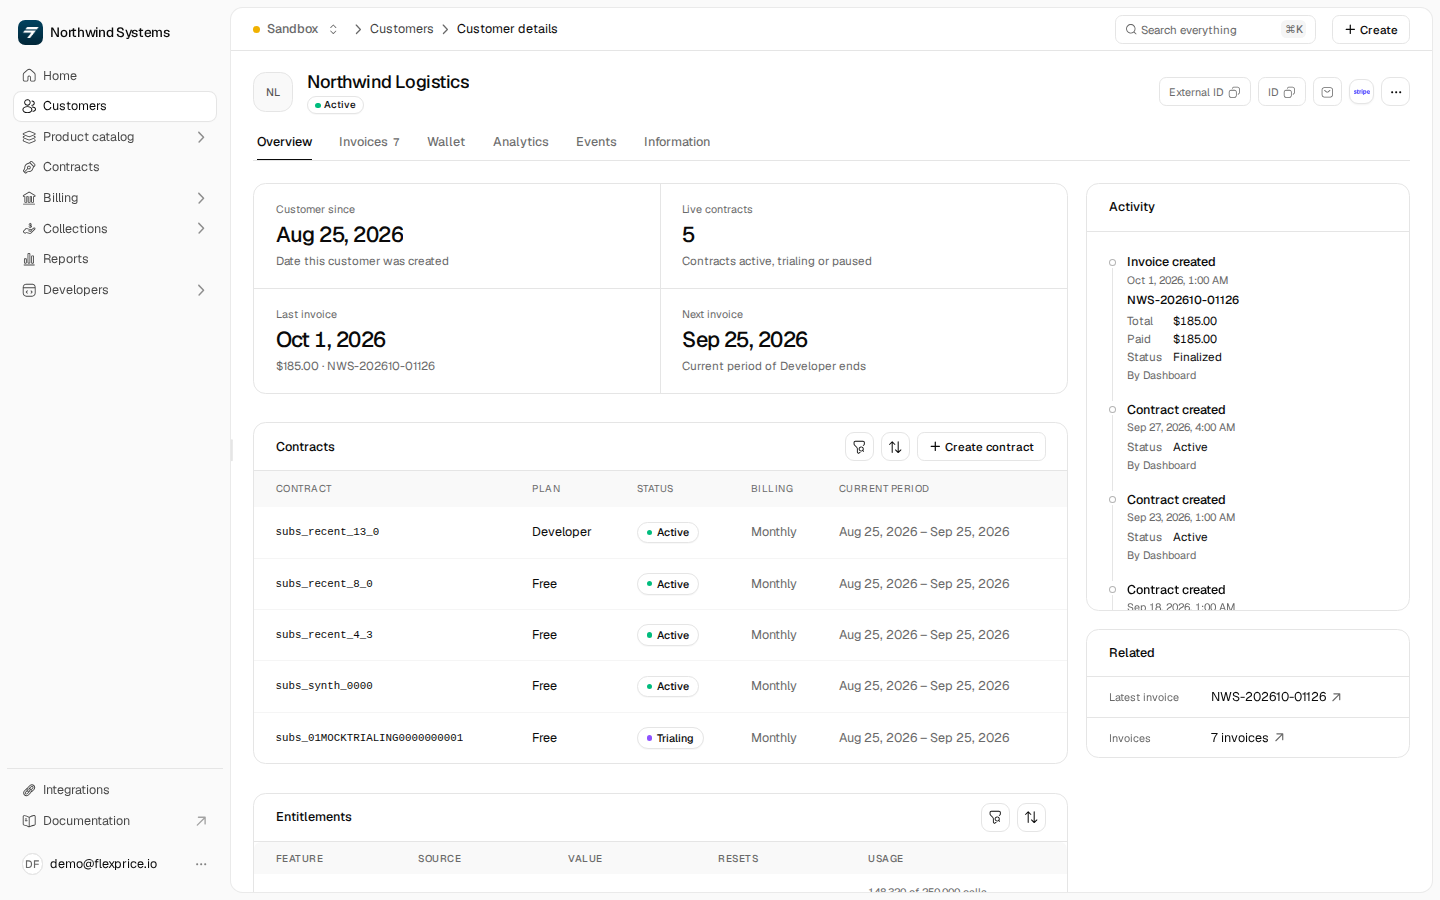 Northwind Systems
Home
Customers
Product catalog
Contracts
Billing
Collections
Reports
Developers
Integrations
Documentation
DF demo@flexprice.io
Sandbox Customers Customer details
Search everything ⌘K
Create
NL
Northwind Logistics
Active
External ID
ID
stripe
Overview Invoices 7 Wallet Analytics Events Information
Customer since
Aug 25, 2026
Date this customer was created
Live contracts
5
Contracts active, trialing or paused
Last invoice
Oct 1, 2026
$185.00 · NWS-202610-01126
Next invoice
Sep 25, 2026
Current period of Developer ends
Contracts
Create contract
CONTRACT PLAN STATUS BILLING CURRENT PERIOD
subs_recent_13_0 Developer Active Monthly Aug 25, 2026 – Sep 25, 2026
subs_recent_8_0 Free Active Monthly Aug 25, 2026 – Sep 25, 2026
subs_recent_4_3 Free Active Monthly Aug 25, 2026 – Sep 25, 2026
subs_synth_0000 Free Active Monthly Aug 25, 2026 – Sep 25, 2026
subs_01MOCKTRIALING0000000001 Free Trialing Monthly Aug 25, 2026 – Sep 25, 2026
Entitlements
FEATURE SOURCE VALUE RESETS USAGE
Activity
Invoice created
Oct 1, 2026, 1:00 AM
NWS-202610-01126
Total $185.00
Paid $185.00
Status Finalized
By Dashboard
Contract created
Sep 27, 2026, 4:00 AM
Status Active
By Dashboard
Contract created
Sep 23, 2026, 1:00 AM
Status Active
By Dashboard
Contract created
Sep 18, 2026, 1:00 AM
Related
Latest invoice NWS-202610-01126
Invoices 7 invoices